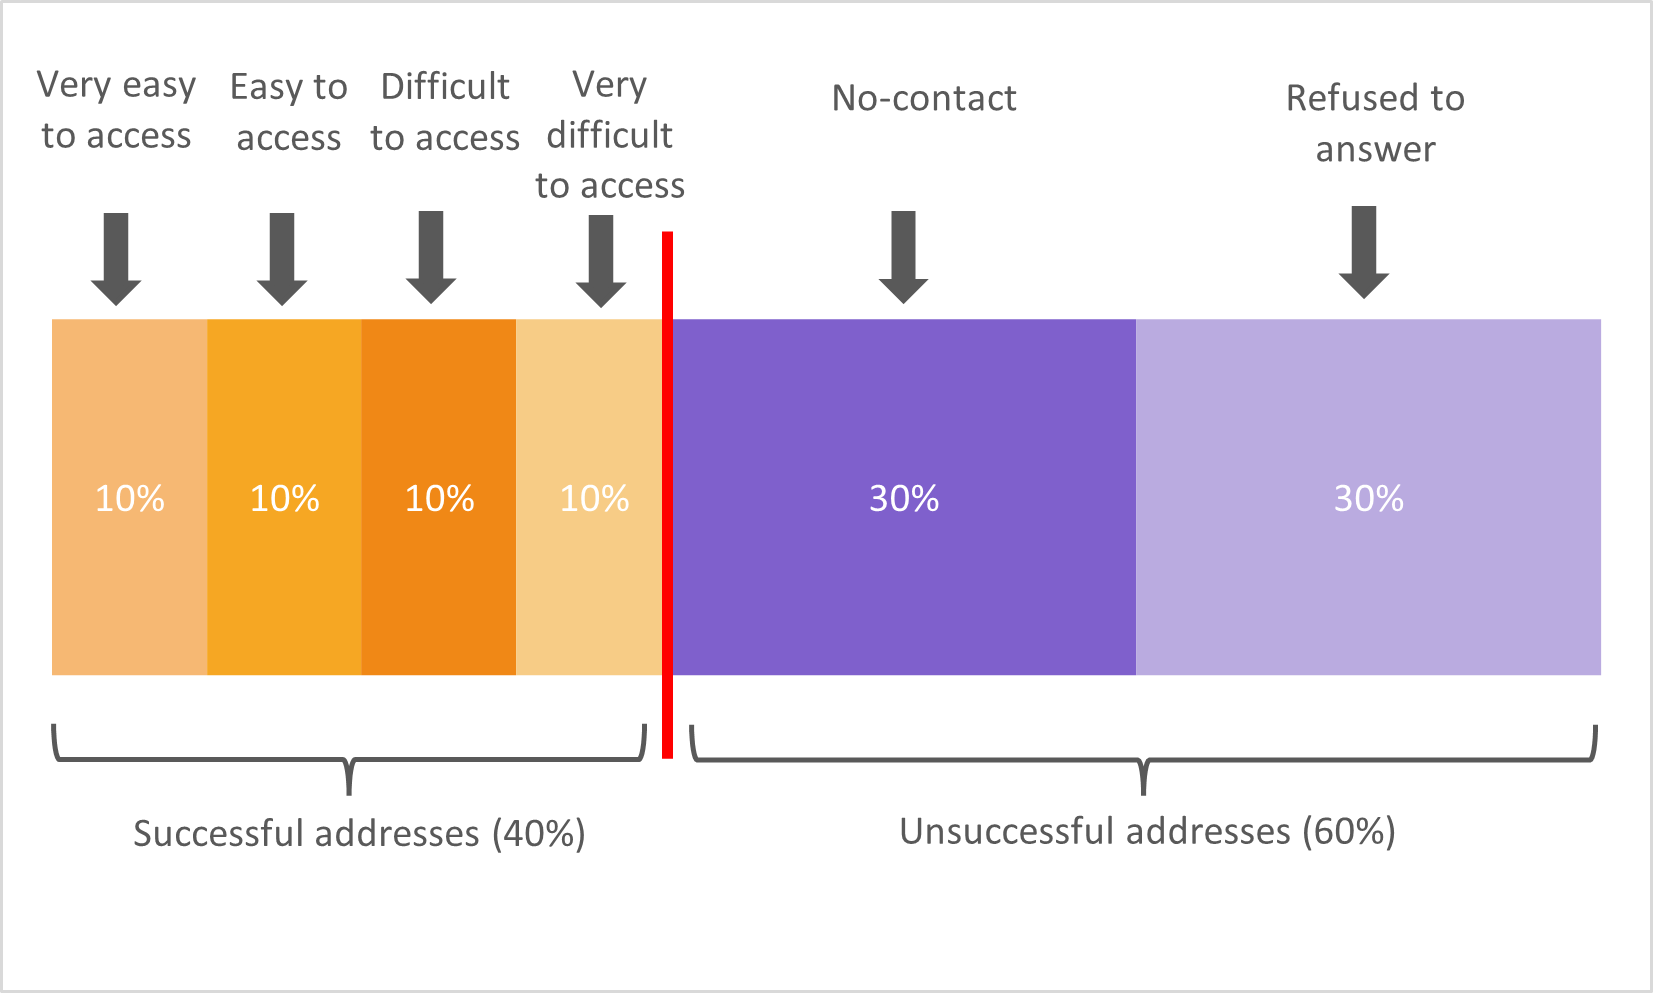 Very easy
to access
Easy to
access
Difficult
to access
Very
difficult
to access
No-contact
Refused to
answer
10%
10%
10%
10%
30%
30%
Successful addresses (40%)
Unsuccessful addresses (60%)